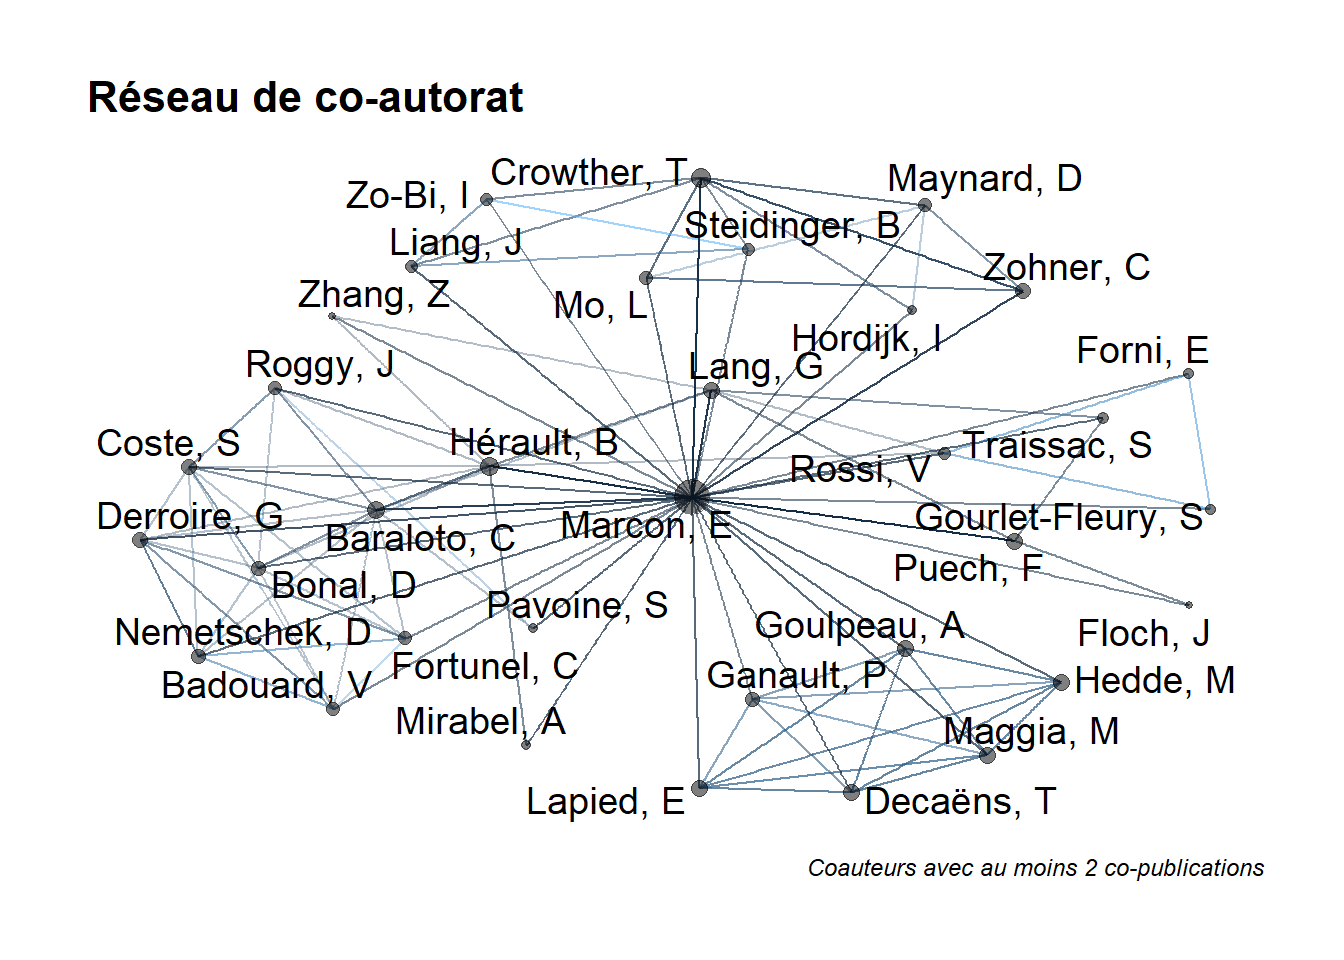 Réseau de co-autorat
Crowther, T
Maynard, D
Zo-Bi, I
Steidinger, B
Liang, J
Zohner, C
Zhang, Z
Mo, L
Hordijk, I
Forni, E
Roggy, J
Lang, G
Coste, S
Hérault, B
Traissac, S
Rossi, V
Derroire, G
Baraloto, C
Marcon, E
Gourlet-Fleury, S
Bonal, D
Puech, F
Pavoine, S
Nemetschek, D
Goulpeau, A
Floch, J
Fortunel, C
Ganault, P
Hedde, M
Badouard, V
Mirabel, A
Maggia, M
Lapied, E
Decaëns, T
Coauteurs avec au moins 2 co-publications